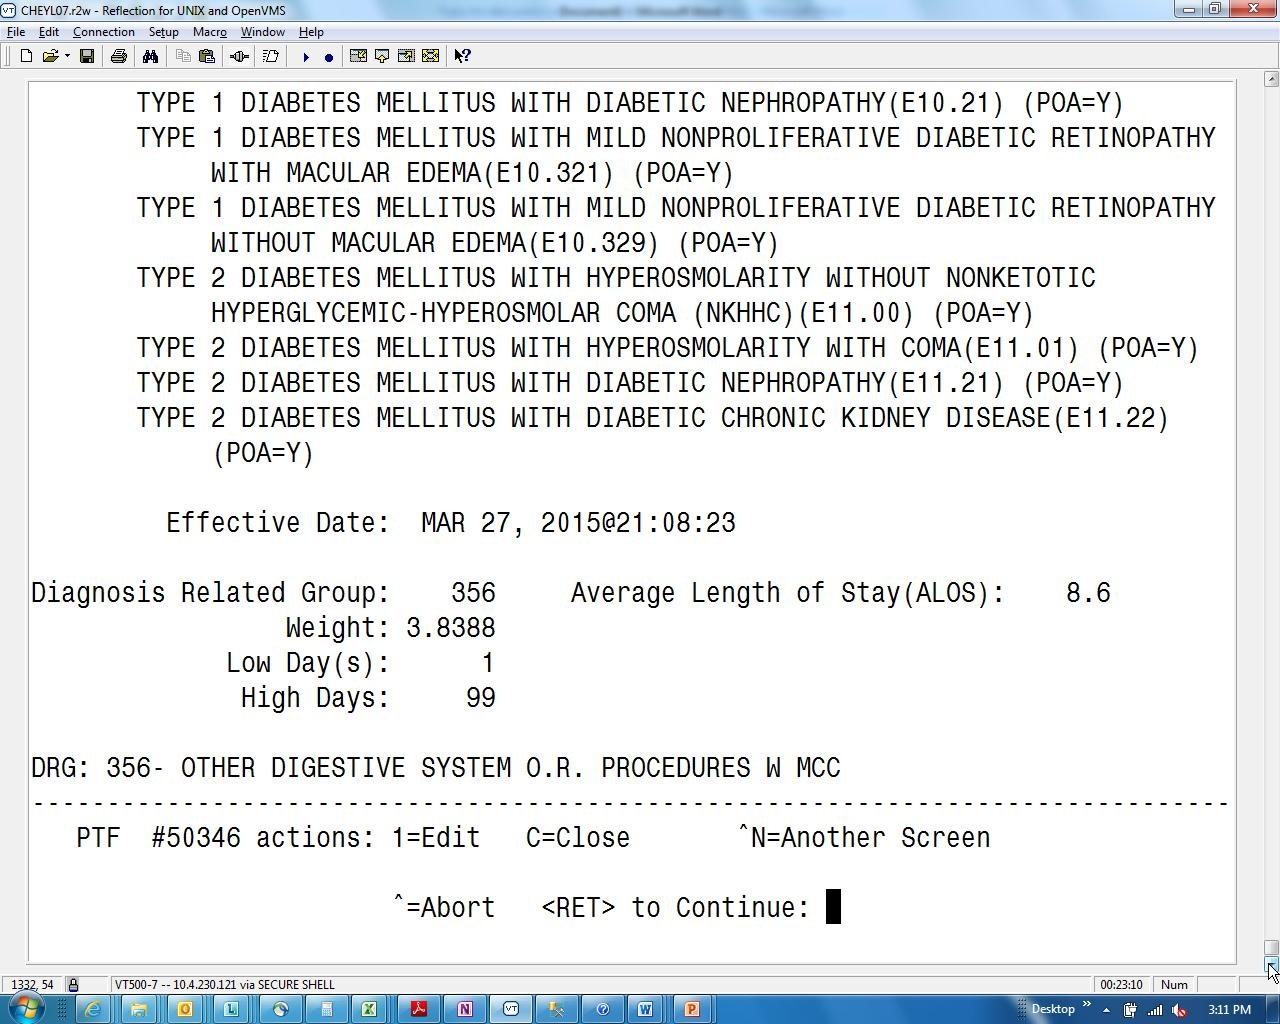 CHEYL07.r2w - Reflection for UNIX and OpenVMS
File Edit Connection Setup Macro Window Help
TYPE 1 DIABETES MELLITUS WITH DIABETIC NEPHROPATHY(E10.21) (POA=Y)
TYPE 1 DIABETES MELLITUS WITH MILD NONPROLIFERATIVE DIABETIC RETINOPATHY
WITH MACULAR EDEMA(E10.321) (POA=Y)
TYPE 1 DIABETES MELLITUS WITH MILD NONPROLIFERATIVE DIABETIC RETINOPATHY
WITHOUT MACULAR EDEMA(E10.329) (POA=Y)
TYPE 2 DIABETES MELLITUS WITH HYPEROSMOLARITY WITHOUT NONKETOTIC
HYPERGLYCEMIC-HYPEROSMOLAR COMA (NKHHC)(E11.00) (POA=Y)
TYPE 2 DIABETES MELLITUS WITH HYPEROSMOLARITY WITH COMA(E11.01) (POA=Y)
TYPE 2 DIABETES MELLITUS WITH DIABETIC NEPHROPATHY(E11.21) (POA=Y)
TYPE 2 DIABETES MELLITUS WITH DIABETIC CHRONIC KIDNEY DISEASE(E11.22)
(POA=Y)
Effective Date: MAR 27, 2015@21:08:23
Diagnosis Related Group: 356 Average Length of Stay(ALOS): 8.6
Weight: 3.8388
Low Day(s): 1
High Days: 99
DRG: 356- OTHER DIGESTIVE SYSTEM O.R. PROCEDURES W MCC
--------------------------------------------------------------------------------
PTF #50346 actions: 1=Edit C=Close ^N=Another Screen
^=Abort <RET> to Continue:
1332, 54 VT500-7 -- 10.4.230.121 via SECURE SHELL 00:23:10 Num
Desktop » 3:11 PM